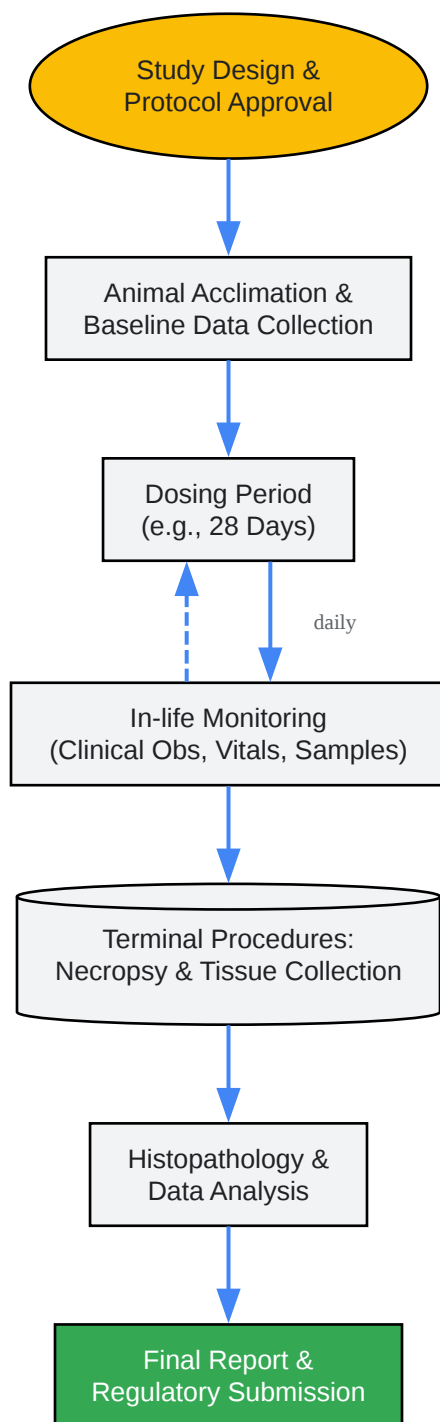 Study Design &
Protocol Approval
Animal Acclimation &
Baseline Data Collection
Dosing Period
(e.g., 28 Days)
daily
In-life Monitoring
(Clinical Obs, Vitals, Samples)
Terminal Procedures:
Necropsy & Tissue Collection
Histopathology &
Data Analysis
Final Report &
Regulatory Submission